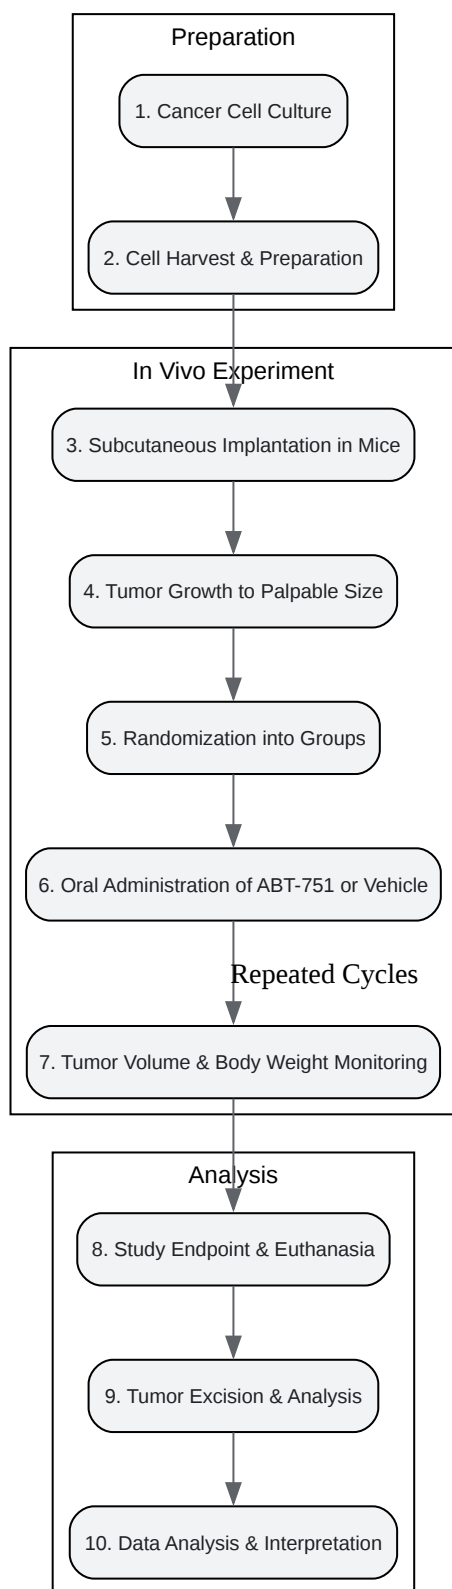 Preparation
1. Cancer Cell Culture
2. Cell Harvest & Preparation
In Vivo Experiment
3. Subcutaneous Implantation in Mice
4. Tumor Growth to Palpable Size
5. Randomization into Groups
6. Oral Administration of ABT-751 or Vehicle
Repeated Cycles
7. Tumor Volume & Body Weight Monitoring
Analysis
8. Study Endpoint & Euthanasia
9. Tumor Excision & Analysis
10. Data Analysis & Interpretation